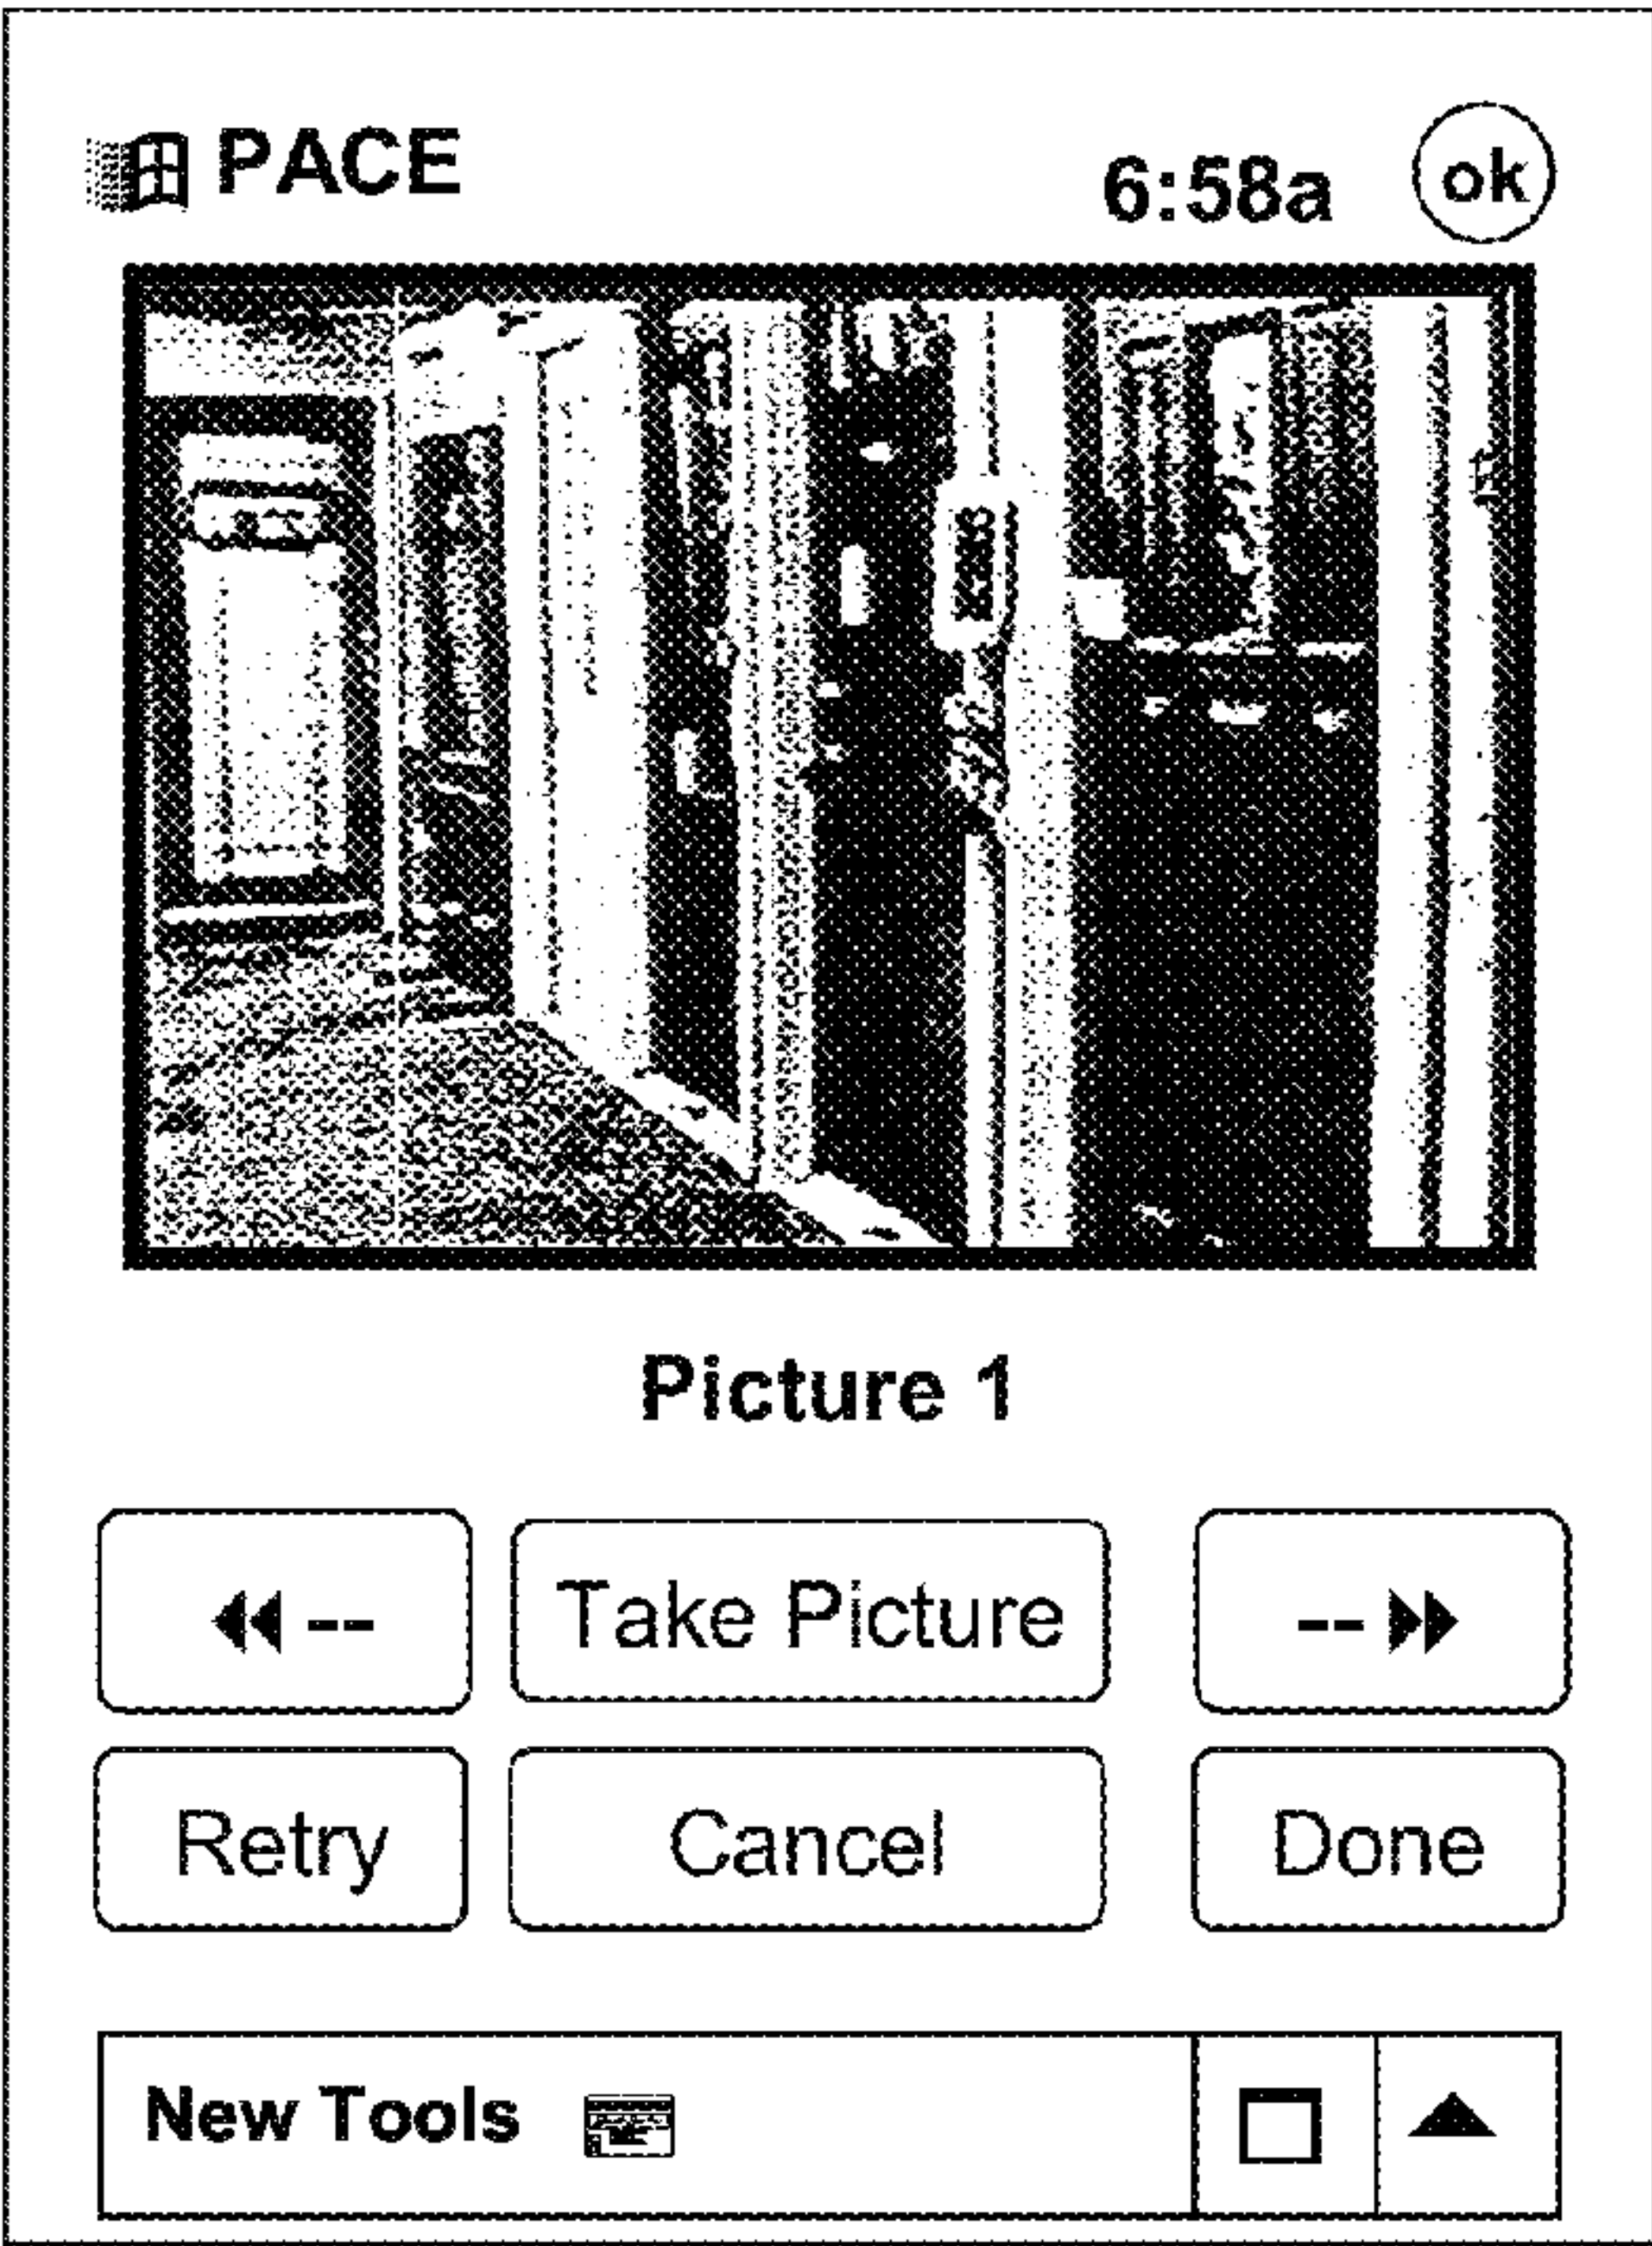 PACE
6:58a
ok
Picture 1
Take Picture
Retry
Cancel
Done
New Tools